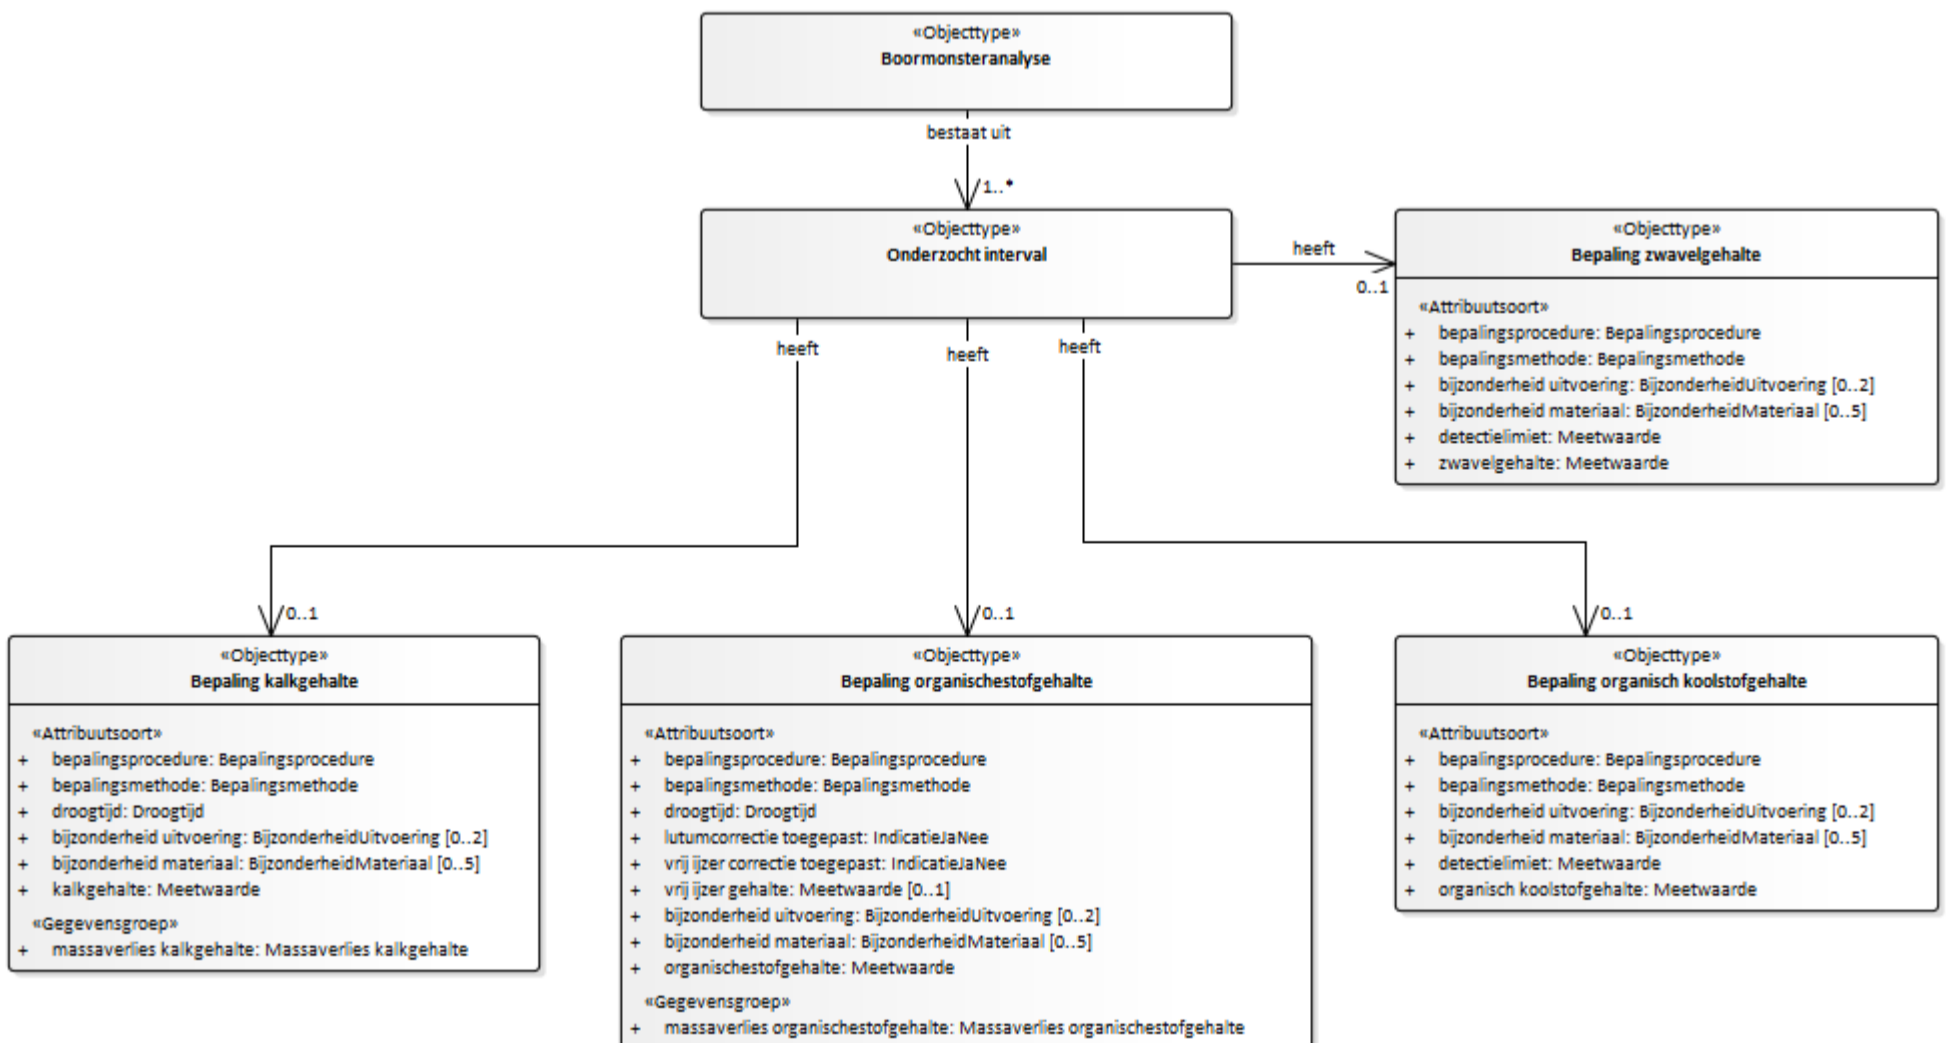 «Objecttype»
Boormonsteranalyse
bestaat uit
1..*
«Objecttype»
Onderzocht interval
heeft
0..1
«Objecttype»
Bepaling zwavelgehalte
«Attribuutsoort»
+ bepalingsprocedure: Bepalingsprocedure
+ bepalingsmethode: Bepalingsmethode
+ bijzonderheid uitvoering: BijzonderheidUitvoering [0..2]
+ bijzonderheid materiaal: BijzonderheidMateriaal [0..5]
+ detectielimiet: Meetwaarde
+ zwavelgehalte: Meetwaarde
heeft
heeft
heeft
0..1
0..1
0..1
«Objecttype»
Bepaling kalkgehalte
«Attribuutsoort»
+ bepalingsprocedure: Bepalingsprocedure
+ bepalingsmethode: Bepalingsmethode
+ droogtijd: Droogtijd
+ bijzonderheid uitvoering: BijzonderheidUitvoering [0..2]
+ bijzonderheid materiaal: BijzonderheidMateriaal [0..5]
+ kalkgehalte: Meetwaarde
«Gegevensgroep»
+ massaverlies kalkgehalte: Massaverlies kalkgehalte
«Objecttype»
Bepaling organischestofgehalte
«Attribuutsoort»
+ bepalingsprocedure: Bepalingsprocedure
+ bepalingsmethode: Bepalingsmethode
+ droogtijd: Droogtijd
+ lutumcorrectie toegepast: IndicatieJaNee
+ vrij ijzer correctie toegepast: IndicatieJaNee
+ vrij ijzer gehalte: Meetwaarde [0..1]
+ bijzonderheid uitvoering: BijzonderheidUitvoering [0..2]
+ bijzonderheid materiaal: BijzonderheidMateriaal [0..5]
+ organischestofgehalte: Meetwaarde
«Gegevensgroep»
+ massaverlies organischestofgehalte: Massaverlies organischestofgehalte
«Objecttype»
Bepaling organisch koolstofgehalte
«Attribuutsoort»
+ bepalingsprocedure: Bepalingsprocedure
+ bepalingsmethode: Bepalingsmethode
+ bijzonderheid uitvoering: BijzonderheidUitvoering [0..2]
+ bijzonderheid materiaal: BijzonderheidMateriaal [0..5]
+ detectielimiet: Meetwaarde
+ organisch koolstofgehalte: Meetwaarde